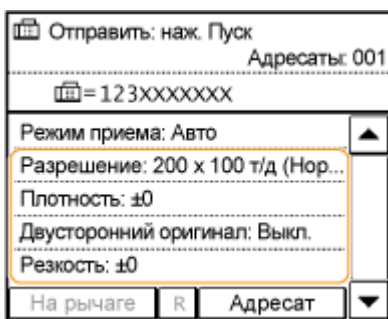 Отправить: наж. Пуск
Адресаты: 001
=123XXXXXXX
Режим приема: Авто
Разрешение: 200 x 100 т/д (Нор...
Плотность: ±0
Двусторонний оригинал: Выкл.
Резкость: ±0
На рычаге R Адресат